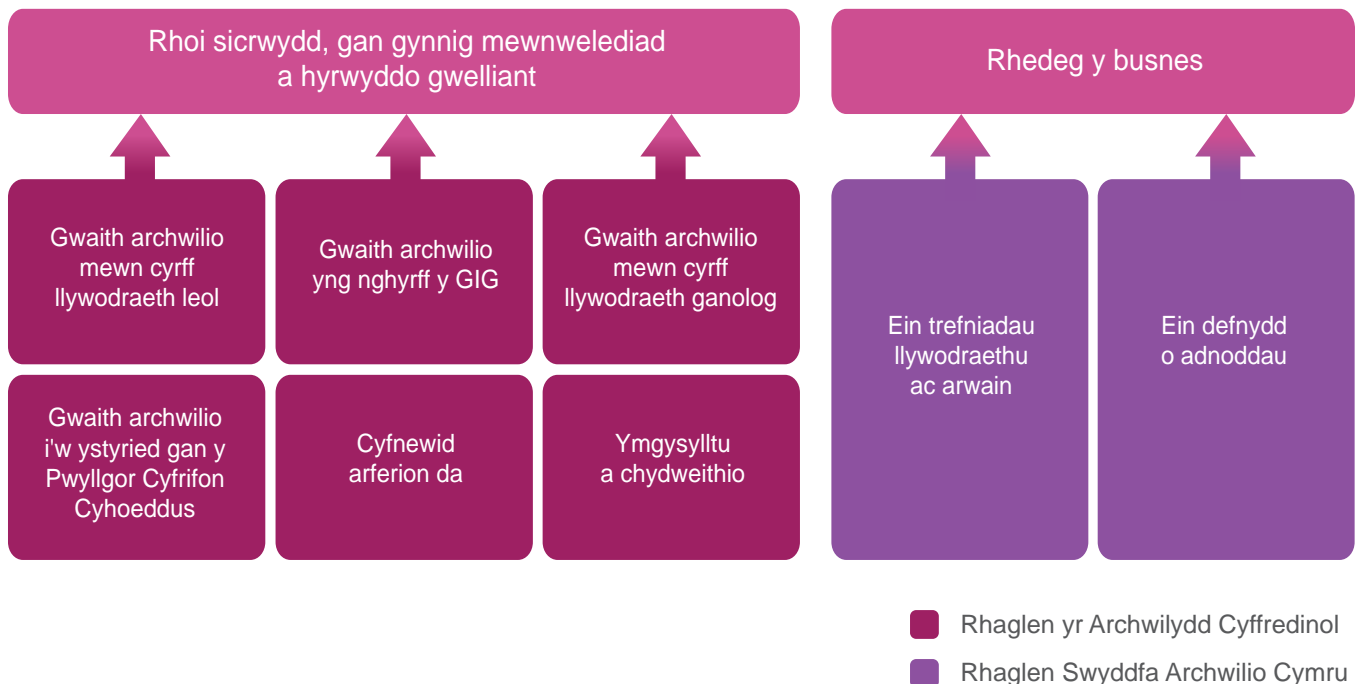 Rhoi sicrwydd, gan gynnig mewnwelediad
a hyrwyddo gwelliant
Rhedeg y busnes
Gwaith archwilio
mewn cyrff
llywodraeth leol
Gwaith archwilio
yng nghyrff y GIG
Gwaith archwilio
mewn cyrff
llywodraeth ganolog
Gwaith archwilio
i'w ystyried gan y
Pwyllgor Cyfrifon
Cyhoeddus
Cyfnewid
arferion da
Ymgysylltu
a chydweithio
Ein trefniadau
llywodraethu
ac arwain
Ein defnydd
o adnoddau
Rhaglen yr Archwilydd Cyffredinol
Rhaglen Swyddfa Archwilio Cymru